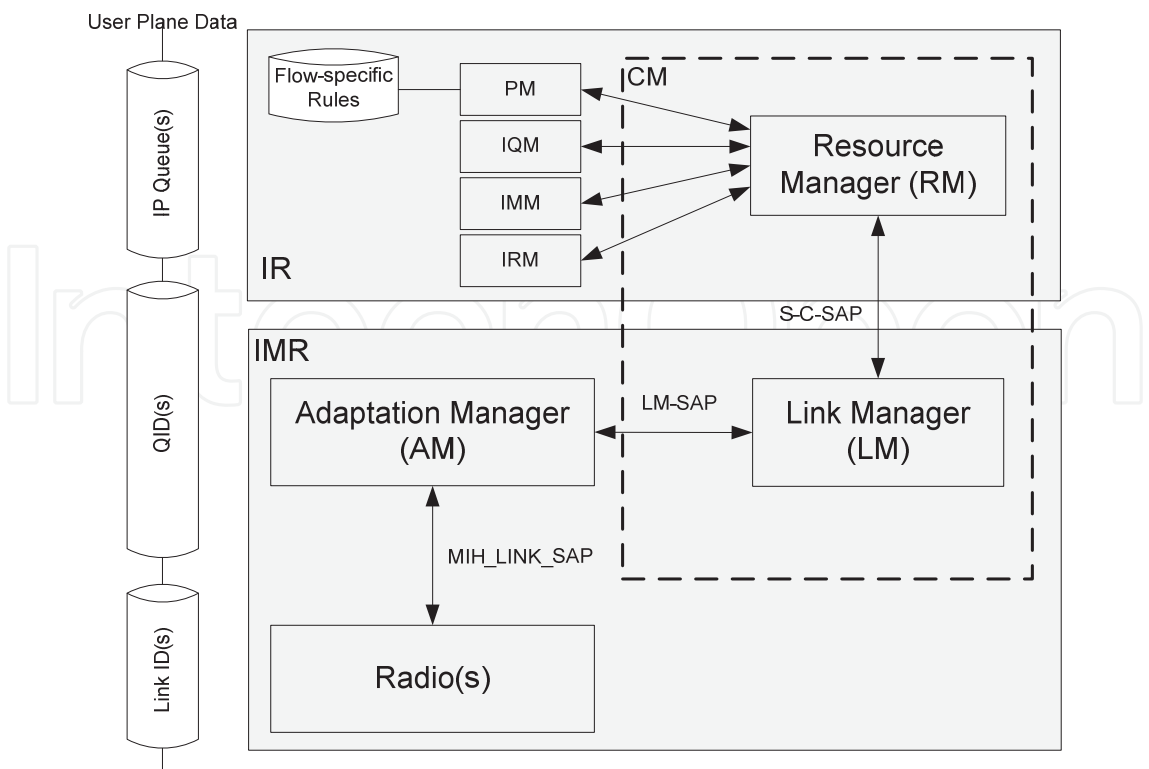 User Plane Data
IP Queue(s)
QID(s)
Link ID(s)
Flow-specific
Rules
PM
IQM
IMM
IRM
IR
CM
Resource
Manager (RM)
S-C-SAP
IMR
Adaptation Manager
(AM)
LM-SAP
Link Manager
(LM)
MIH_LINK_SAP
Radio(s)
IntechOpen